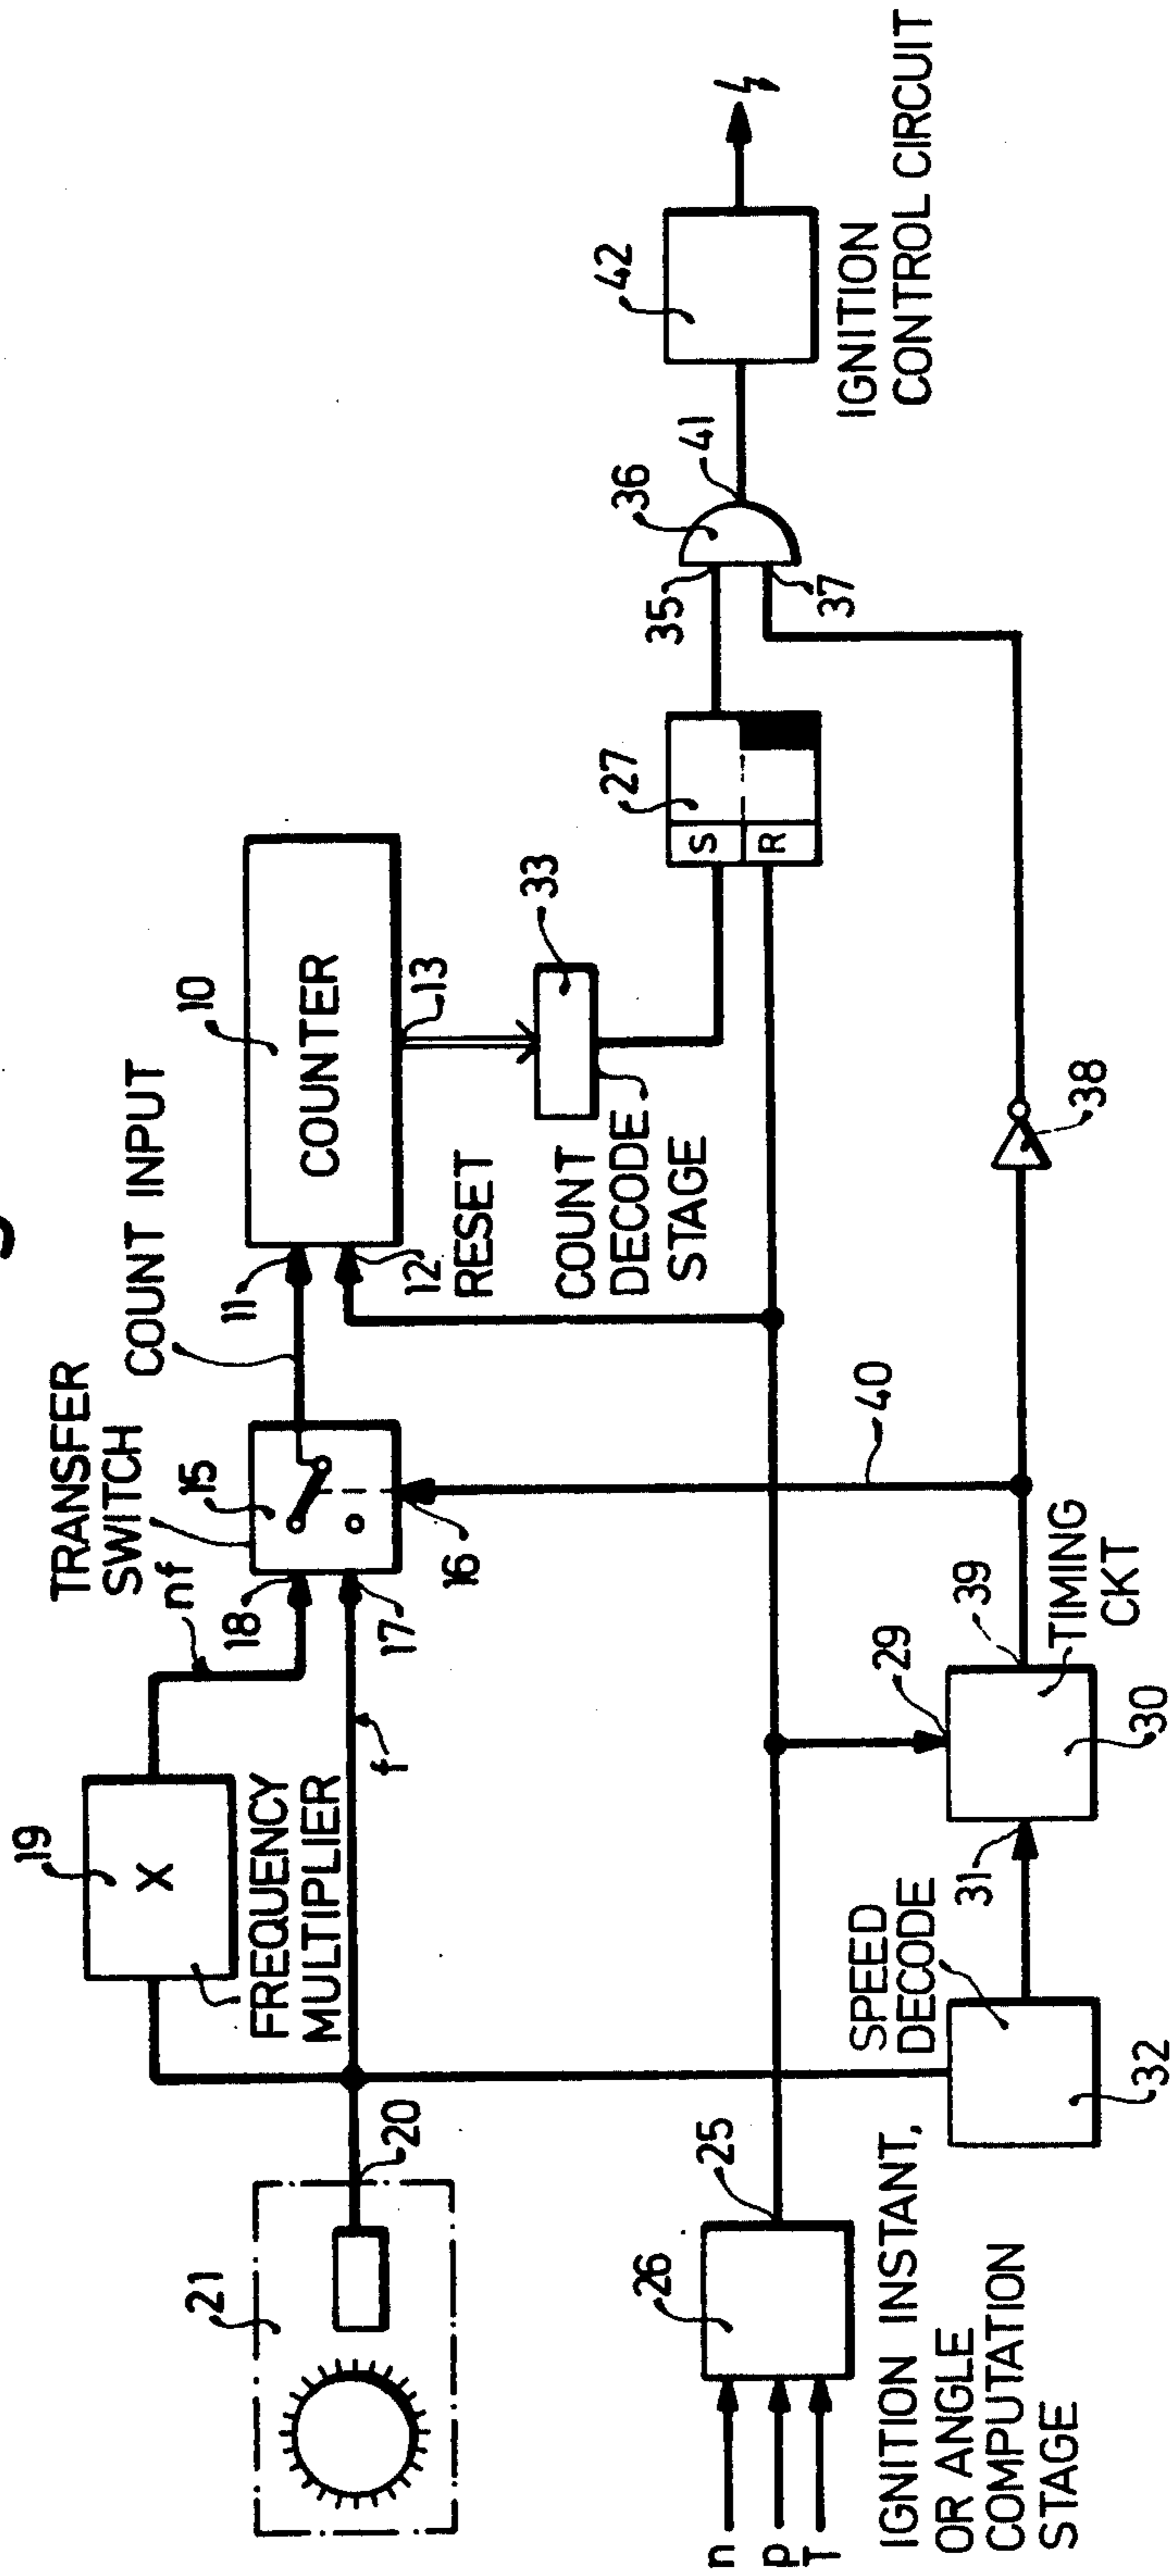 21
20
19
X
FREQUENCY
MULTIPLIER
nf
f
TRANSFER
SWITCH
15
18
17
16
COUNT INPUT
11
12
RESET
10
COUNTER
13
33
COUNT
DECODE
STAGE
27
S
R
35
36
37
41
42
IGNITION
CONTROL CIRCUIT
n
p
T
26
25
IGNITION INSTANT,
OR ANGLE
COMPUTATION
STAGE
SPEED
DECODE
32
31
29
30
39
TIMING
CKT
40
38